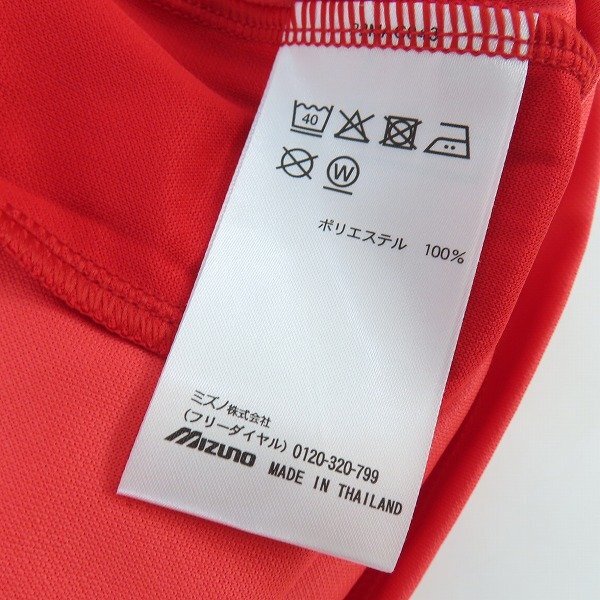 40
W
ポリエステル 100%
ミズノ株式会社
(フリーダイヤル) 0120-320-799
MIZUNO MADE IN THAILAND